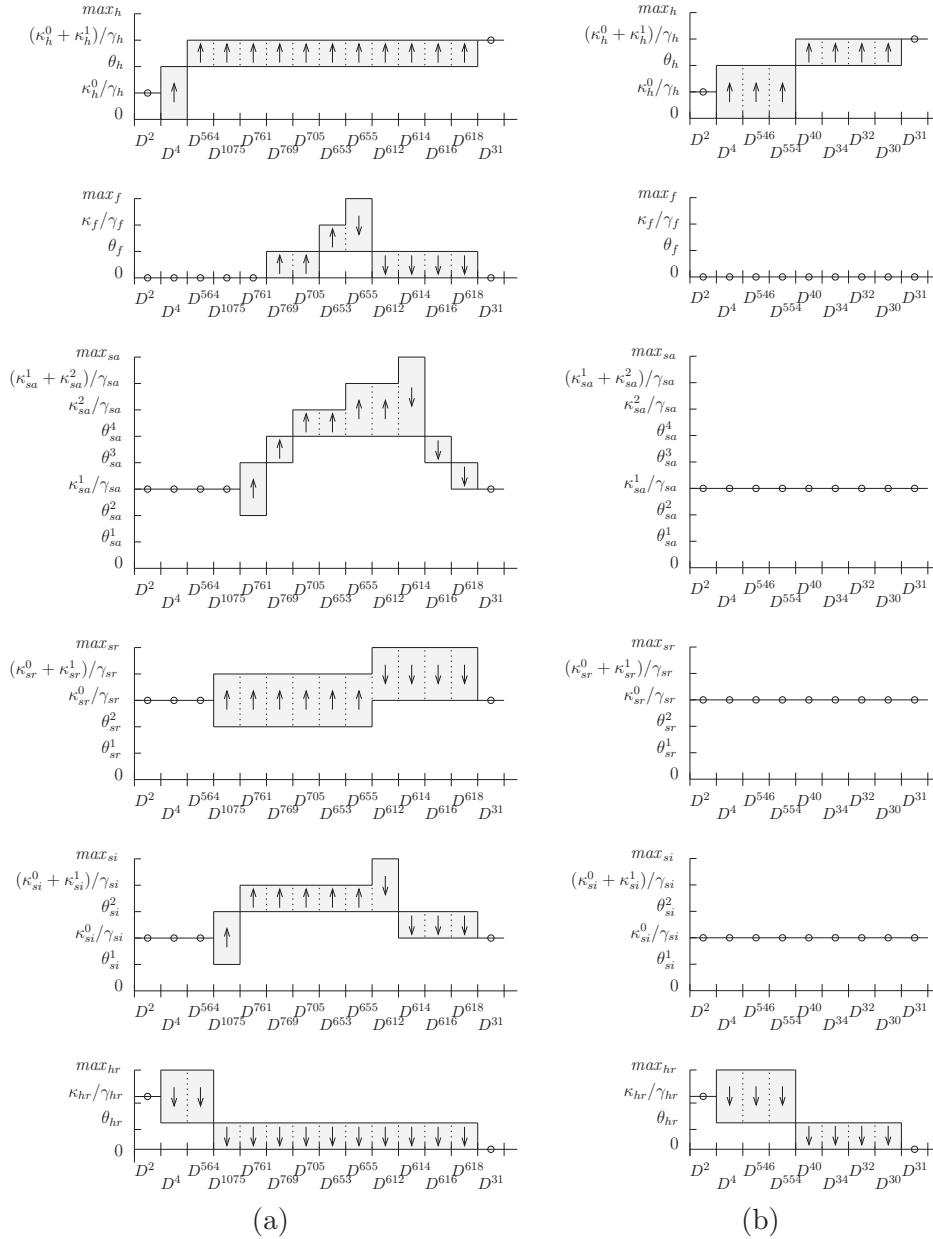 max_h
(κ_h^0 + κ_h^1)/γ_h
θ_h
κ_h^0/γ_h
0
D^2 D^564 D^761 D^705 D^655 D^614 D^618
D^4 D^1075 D^769 D^653 D^612 D^616 D^31
(κ_h^0 + κ_h^1)/γ_h
max_h
θ_h
κ_h^0/γ_h
0
D^2 D^546 D^40 D^32 D^31
D^4 D^554 D^34 D^30
max_f
κ_f/γ_f
θ_f
0
D^2 D^564 D^761 D^705 D^655 D^614 D^618
D^4 D^1075 D^769 D^653 D^612 D^616 D^31
max_f
κ_f/γ_f
θ_f
0
D^2 D^546 D^40 D^32 D^31
D^4 D^554 D^34 D^30
max_sa
(κ_sa^1 + κ_sa^2)/γ_sa
κ_sa^2/γ_sa
θ_sa^4
θ_sa^3
κ_sa^1/γ_sa
θ_sa^2
θ_sa^1
0
D^2 D^564 D^761 D^705 D^655 D^614 D^618
D^4 D^1075 D^769 D^653 D^612 D^616 D^31
max_sa
(κ_sa^1 + κ_sa^2)/γ_sa
κ_sa^2/γ_sa
θ_sa^4
θ_sa^3
κ_sa^1/γ_sa
θ_sa^2
θ_sa^1
0
D^2 D^546 D^40 D^32 D^31
D^4 D^554 D^34 D^30
max_sr
(κ_sr^0 + κ_sr^1)/γ_sr
κ_sr^0/γ_sr
θ_sr^2
θ_sr^1
0
D^2 D^564 D^761 D^705 D^655 D^614 D^618
D^4 D^1075 D^769 D^653 D^612 D^616 D^31
max_sr
(κ_sr^0 + κ_sr^1)/γ_sr
κ_sr^0/γ_sr
θ_sr^2
θ_sr^1
0
D^2 D^546 D^40 D^32 D^31
D^4 D^554 D^34 D^30
max_si
(κ_si^0 + κ_si^1)/γ_si
θ_si^2
κ_si^0/γ_si
θ_si^1
0
D^2 D^564 D^761 D^705 D^655 D^614 D^618
D^4 D^1075 D^769 D^653 D^612 D^616 D^31
max_si
(κ_si^0 + κ_si^1)/γ_si
θ_si^2
κ_si^0/γ_si
θ_si^1
0
D^2 D^546 D^40 D^32 D^31
D^4 D^554 D^34 D^30
max_hr
κ_hr/γ_hr
θ_hr
0
D^2 D^564 D^761 D^705 D^655 D^614 D^618
D^4 D^1075 D^769 D^653 D^612 D^616 D^31
max_hr
κ_hr/γ_hr
θ_hr
0
D^2 D^546 D^40 D^32 D^31
D^4 D^554 D^34 D^30
(a)
(b)